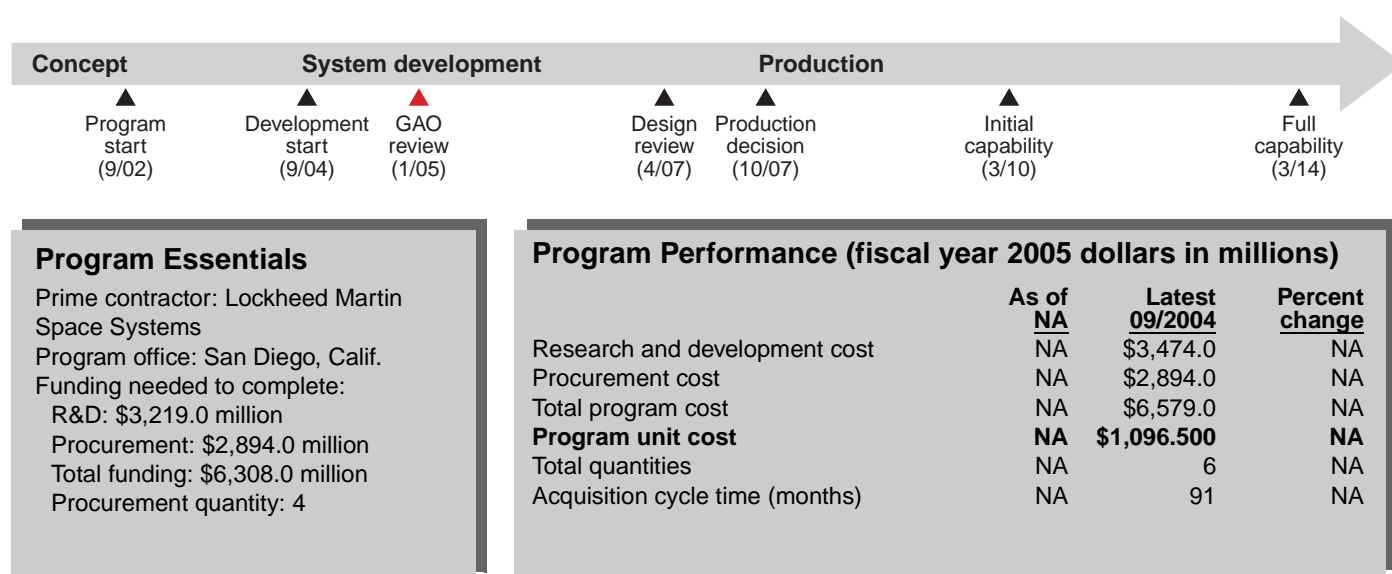 Concept System development Production
Program start (9/02)
Development start (9/04)
GAO review (1/05)
Design review (4/07)
Production decision (10/07)
Initial capability (3/10)
Full capability (3/14)
Program Essentials
Prime contractor: Lockheed Martin
Space Systems
Program office: San Diego, Calif.
Funding needed to complete:
R&D: $3,219.0 million
Procurement: $2,894.0 million
Total funding: $6,308.0 million
Procurement quantity: 4
Program Performance (fiscal year 2005 dollars in millions)
As of Latest Percent
NA 09/2004 change
Research and development cost NA $3,474.0 NA
Procurement cost NA $2,894.0 NA
Total program cost NA $6,579.0 NA
Program unit cost NA $1,096.500 NA
Total quantities NA 6 NA
Acquisition cycle time (months) NA 91 NA